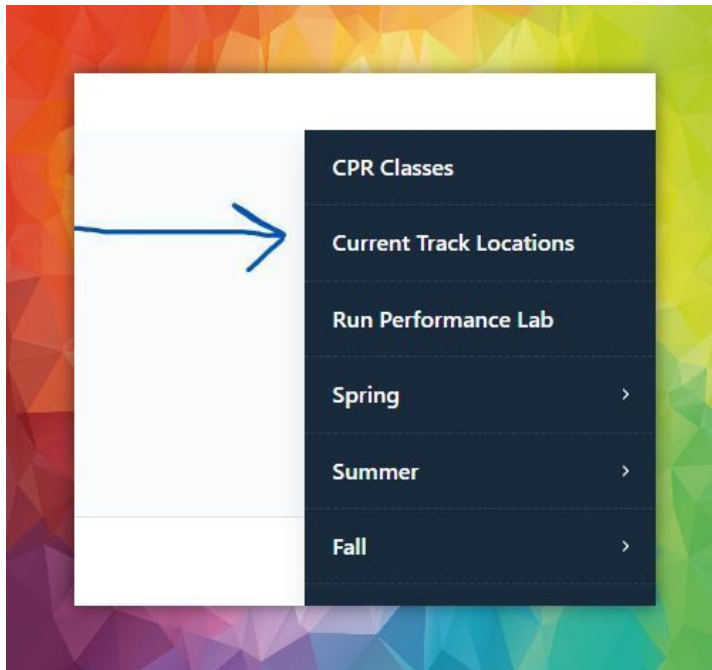 CPR Classes
Current Track Locations
Run Performance Lab
Spring
Summer
Fall